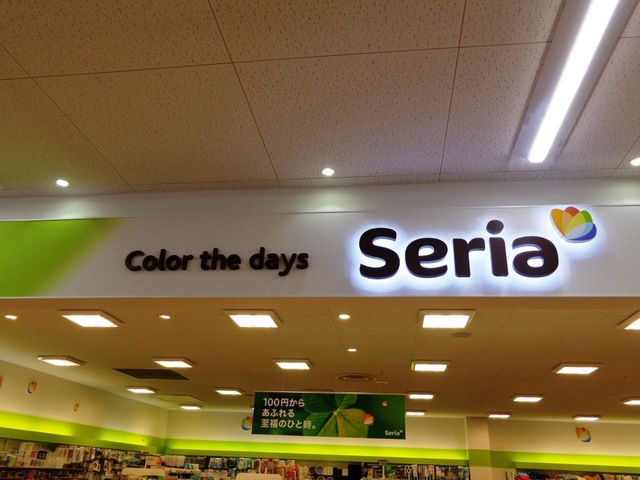 Color the days
Seria
100円から
あふれる
至福のひと時。
Seria